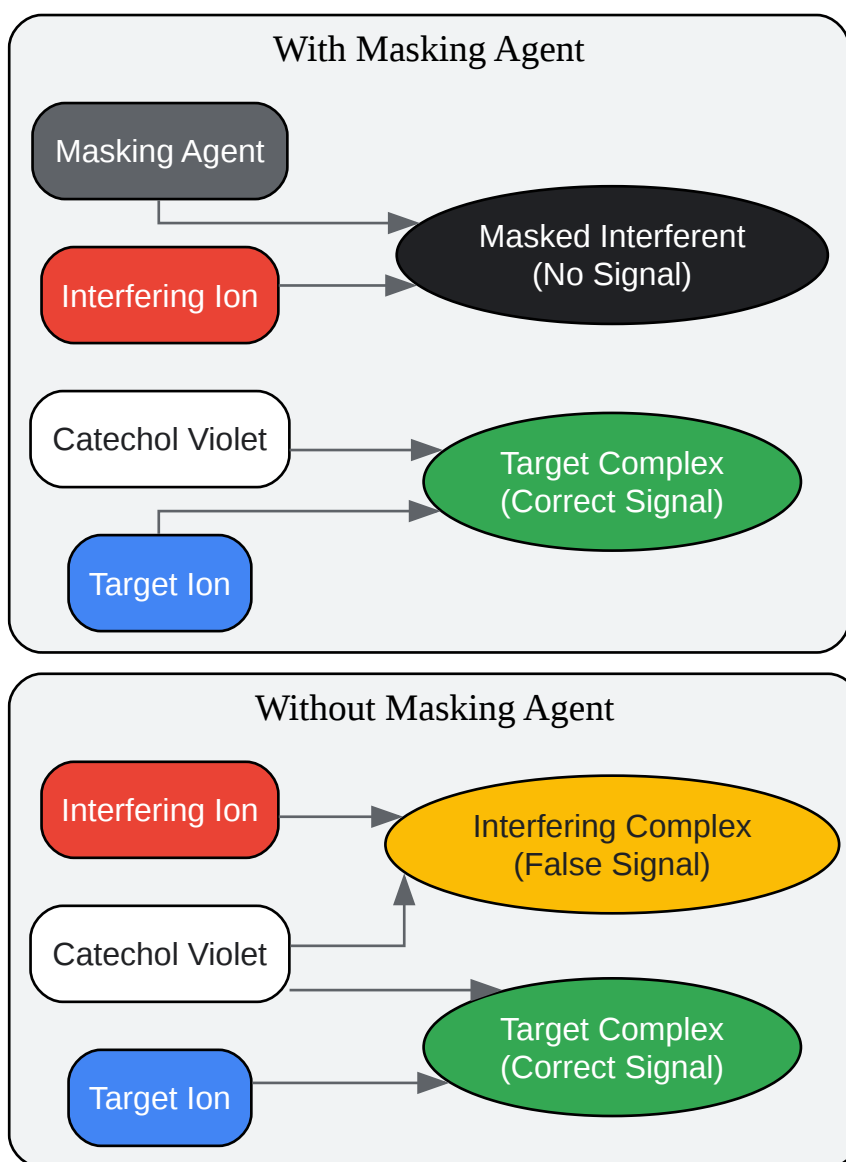 With Masking Agent
Masking Agent
Masked Interferent
(No Signal)
Interfering Ion
Catechol Violet
Target Complex
(Correct Signal)
Target Ion
Without Masking Agent
Interfering Ion
Interfering Complex
(False Signal)
Catechol Violet
Target Complex
(Correct Signal)
Target Ion